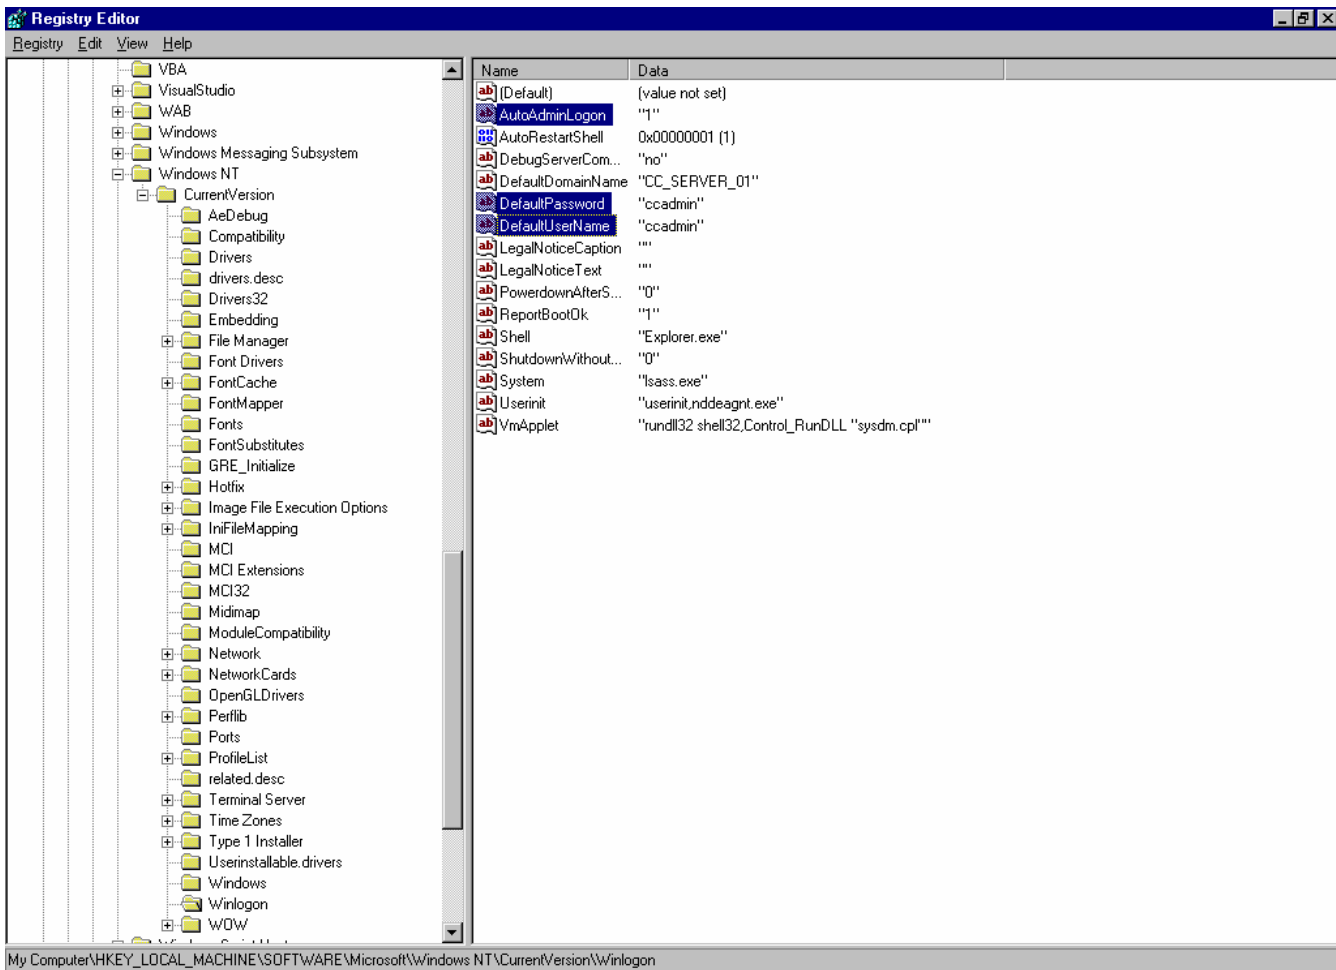 Registry Editor
Registry Edit View Help
VBA
VisualStudio
WAB
Windows
Windows Messaging Subsystem
Windows NT
CurrentVersion
AeDebug
Compatibility
Drivers
drivers.desc
Drivers32
Embedding
File Manager
Font Drivers
FontCache
FontMapper
Fonts
FontSubstitutes
GRE_Initialize
Hotfix
Image File Execution Options
IniFileMapping
MCI
MCI Extensions
MCI32
Midimap
ModuleCompatibility
Network
NetworkCards
OpenGLDrivers
Perflib
Ports
ProfileList
related.desc
Terminal Server
Time Zones
Type 1 Installer
Userinstallable.drivers
Windows
Winlogon
WOW
Name Data
(Default) (value not set)
AutoAdminLogon "1"
AutoRestartShell 0x00000001 (1)
DebugServerCom... "no"
DefaultDomainName "CC_SERVER_01"
DefaultPassword "ccadmin"
DefaultUserName "ccadmin"
LegalNoticeCaption ""
LegalNoticeText ""
PowerdownAfterS... "0"
ReportBootOk "1"
Shell "Explorer.exe"
ShutdownWithout... "0"
System "lsass.exe"
Userinit "userinit,nddeagnt.exe"
VmApplet "rundll32 shell32,Control_RunDLL "sysdm.cpl""
My Computer\HKEY_LOCAL_MACHINE\SOFTWARE\Microsoft\Windows NT\CurrentVersion\Winlogon